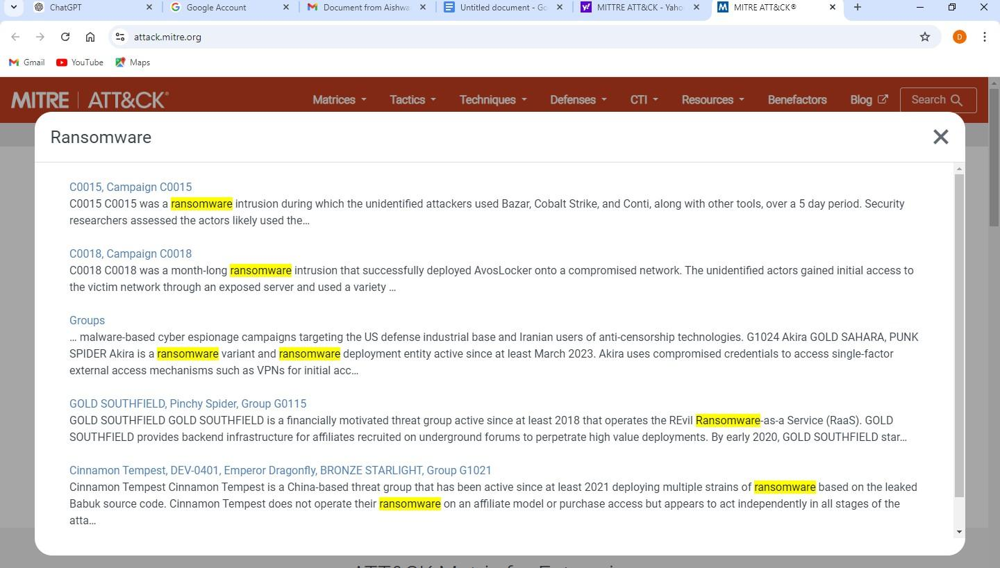 ChatGPT
Google Account
Document from Aishwa
Untitled document - Go
MITTRE ATT&CK - Yaho
MITRE ATT&CK®
attack.mitre.org
D
Gmail
YouTube
Maps
MITRE | ATT&CK®
Matrices
Tactics
Techniques
Defenses
CTI
Resources
Benefactors
Blog
Search
Ransomware
C0015, Campaign C0015
C0015 C0015 was a ransomware intrusion during which the unidentified attackers used Bazar, Cobalt Strike, and Conti, along with other tools, over a 5 day period. Security
researchers assessed the actors likely used the...
C0018, Campaign C0018
C0018 C0018 was a month-long ransomware intrusion that successfully deployed AvosLocker onto a compromised network. The unidentified actors gained initial access to
the victim network through an exposed server and used a variety ...
Groups
... malware-based cyber espionage campaigns targeting the US defense industrial base and Iranian users of anti-censorship technologies. G1024 Akira GOLD SAHARA, PUNK
SPIDER Akira is a ransomware variant and ransomware deployment entity active since at least March 2023. Akira uses compromised credentials to access single-factor
external access mechanisms such as VPNs for initial acc...
GOLD SOUTHFIELD, Pinchy Spider, Group G0115
GOLD SOUTHFIELD GOLD SOUTHFIELD is a financially motivated threat group active since at least 2018 that operates the REvil Ransomware-as-a Service (RaaS). GOLD
SOUTHFIELD provides backend infrastructure for affiliates recruited on underground forums to perpetrate high value deployments. By early 2020, GOLD SOUTHFIELD star...
Cinnamon Tempest, DEV-0401, Emperor Dragonfly, BRONZE STARLIGHT, Group G1021
Cinnamon Tempest Cinnamon Tempest is a China-based threat group that has been active since at least 2021 deploying multiple strains of ransomware based on the leaked
Babuk source code. Cinnamon Tempest does not operate their ransomware on an affiliate model or purchase access but appears to act independently in all stages of the
atta...